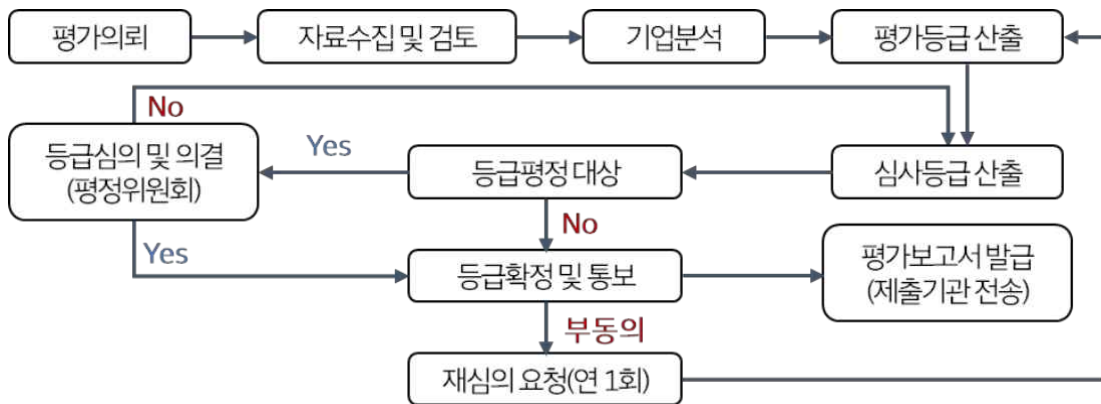 평가의뢰
자료수집 및 검토
기업분석
평가등급 산출
No
등급심의 및 의결
(평정위원회)
Yes
등급평정 대상
심사등급 산출
No
Yes
등급확정 및 통보
평가보고서 발급
(제출기관 전송)
부동의
재심의 요청(연 1회)